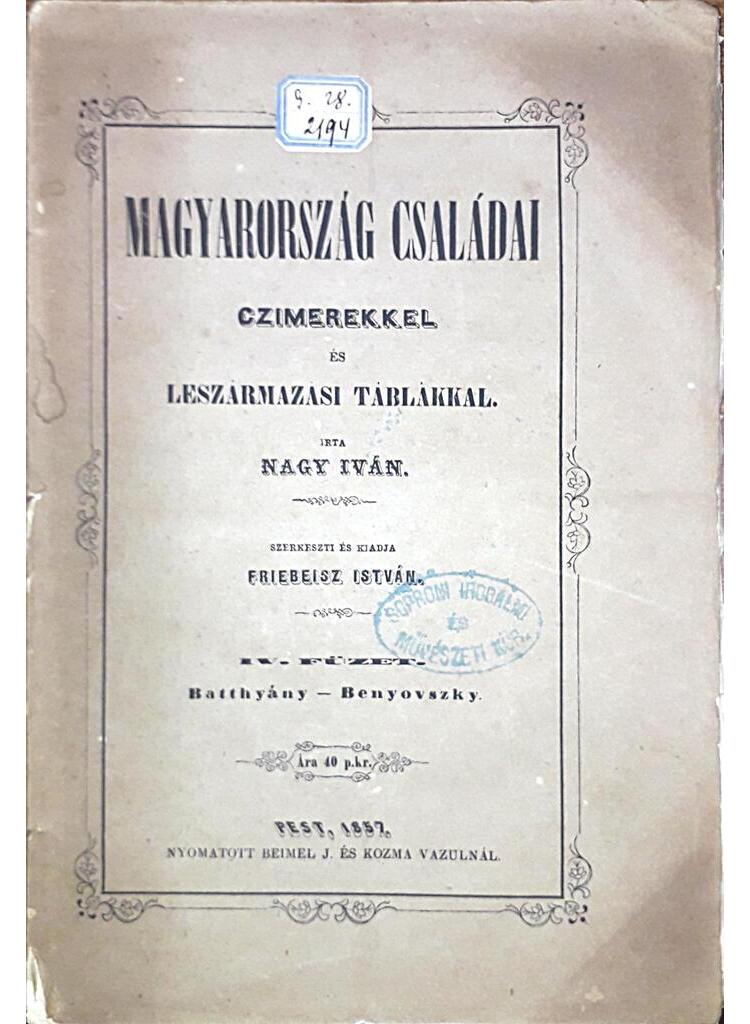 G. 28.
2194
MAGYARORSZÁG CSALÁDAI
CZIMEREKKEL
ÉS
LESZÁRMAZÁSI TÁBLÁKKAL.
IRTA
NAGY IVÁN.
SZERKESZTI ÉS KIADJA
FRIEBEISZ ISTVÁN.
SOPRONI IRODALMI
ÉS
MŰVÉSZETI KÖR.
IV. FÜZET.
Batthyány — Benyovszky.
Ára 40 p.kr.
PEST, 1857.
NYOMATOTT BEIMEL J. ÉS KOZMA VAZULNÁL.